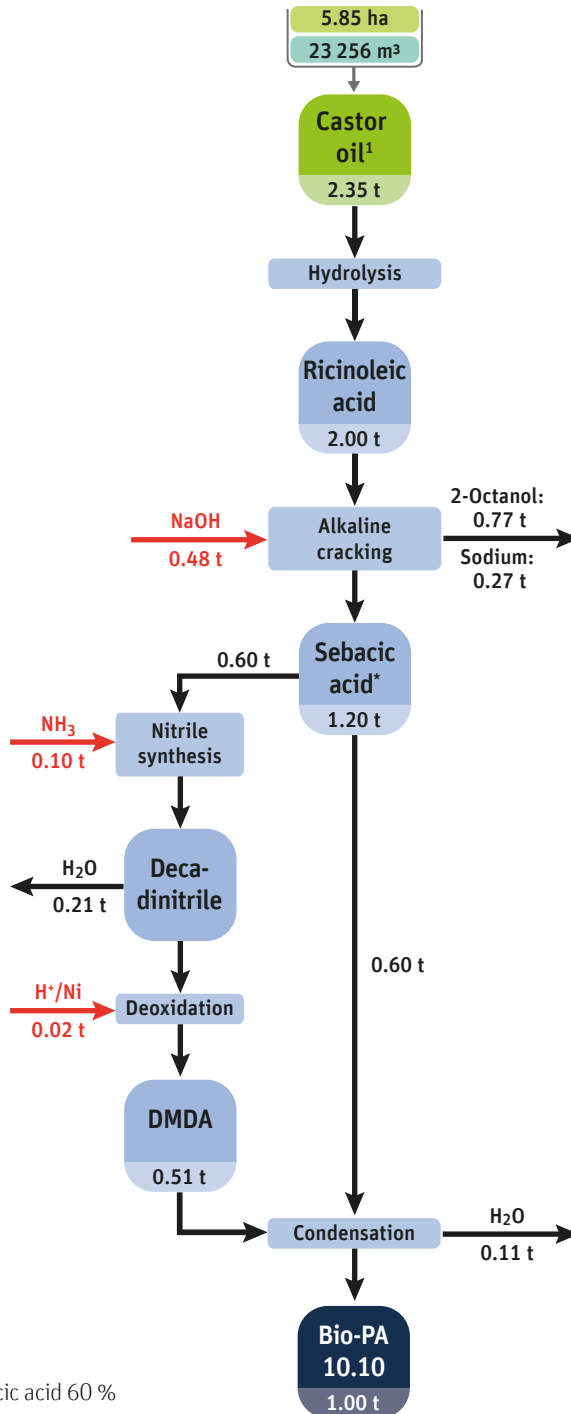 5.85 ha
23 256 m³
Castor
oil¹
2.35 t
Hydrolysis
Ricinoleic
acid
2.00 t
NaOH
0.48 t
Alkaline
cracking
2-Octanol:
0.77 t
Sodium:
0.27 t
0.60 t
Sebacic
acid*
1.20 t
NH₃
0.10 t
Nitrile
synthesis
H₂O
0.21 t
Deca-
dinitrile
0.60 t
H⁺/Ni
0.02 t
Deoxidation
DMDA
0.51 t
Condensation
H₂O
0.11 t
Bio-PA
10.10
1.00 t
cic acid 60 %